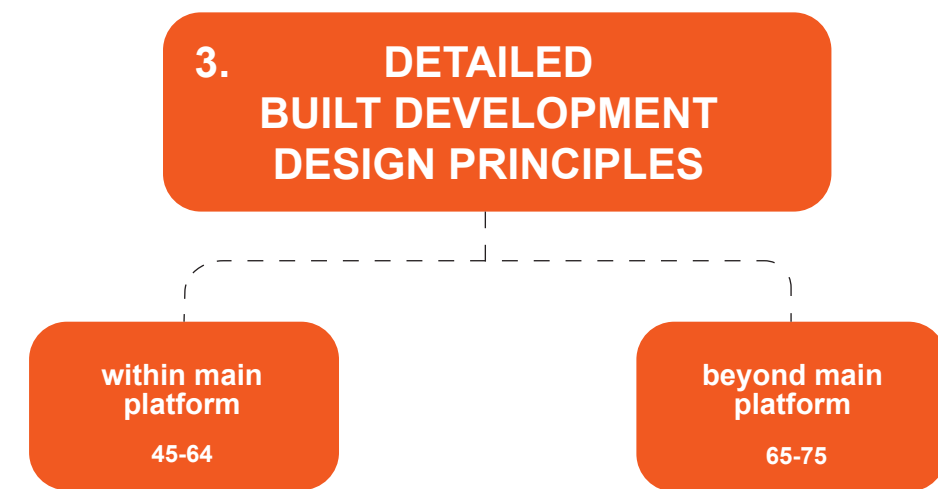 3. DETAILED
BUILT DEVELOPMENT
DESIGN PRINCIPLES
within main
platform
45-64
beyond main
platform
65-75